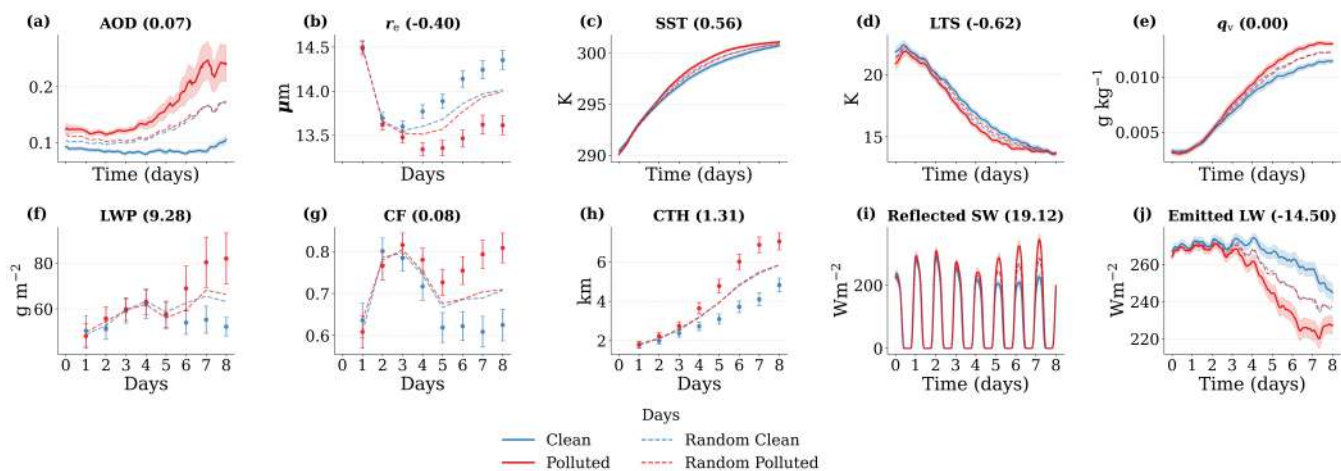 (a) AOD (0.07)
0.2
0.1
Time (days)
(b) rₑ (-0.40)
μm
14.5
14.0
13.5
Days
(c) SST (0.56)
K
300
295
290
Time (days)
(d) LTS (-0.62)
K
20
15
Time (days)
(e) qᵥ (0.00)
g kg⁻¹
0.010
0.005
Time (days)
(f) LWP (9.28)
g m⁻²
80
60
0 1 2 3 4 5 6 7 8
Days
(g) CF (0.08)
0.8
0.7
0.6
0 1 2 3 4 5 6 7 8
Days
(h) CTH (1.31)
km
6
4
2
0 1 2 3 4 5 6 7 8
Days
(i) Reflected SW (19.12)
Wm⁻²
200
0
0 1 2 3 4 5 6 7 8
Time (days)
(j) Emitted LW (-14.50)
Wm⁻²
260
240
220
0 1 2 3 4 5 6 7 8
Time (days)
Days
Clean
Random Clean
Polluted
Random Polluted